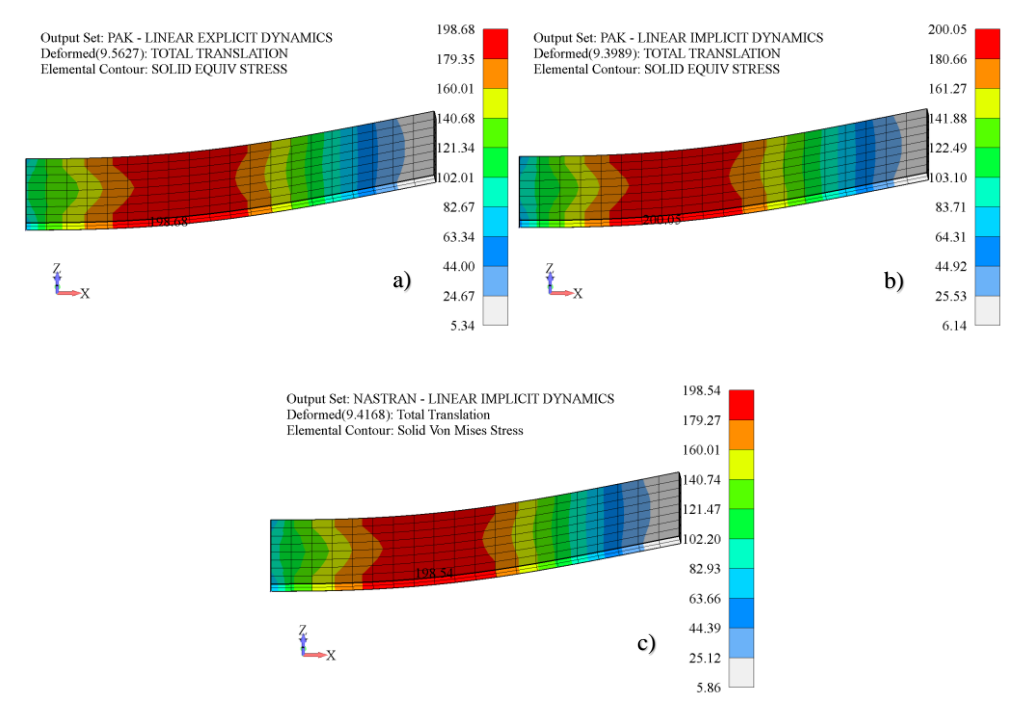 Output Set: PAK - LINEAR EXPLICIT DYNAMICS
Deformed(9.5627): TOTAL TRANSLATION
Elemental Contour: SOLID EQUIV STRESS
198.68
179.35
160.01
140.68
121.34
102.01
82.67
63.34
44.00
24.67
5.34
198.68
Z
X
a)
Output Set: PAK - LINEAR IMPLICIT DYNAMICS
Deformed(9.3989): TOTAL TRANSLATION
Elemental Contour: SOLID EQUIV STRESS
200.05
180.66
161.27
141.88
122.49
103.10
83.71
64.31
44.92
25.53
6.14
200.05
Z
X
b)
Output Set: NASTRAN - LINEAR IMPLICIT DYNAMICS
Deformed(9.4168): Total Translation
Elemental Contour: Solid Von Mises Stress
198.54
179.27
160.01
140.74
121.47
102.20
82.93
63.66
44.39
25.12
5.86
198.54
Z
X
c)